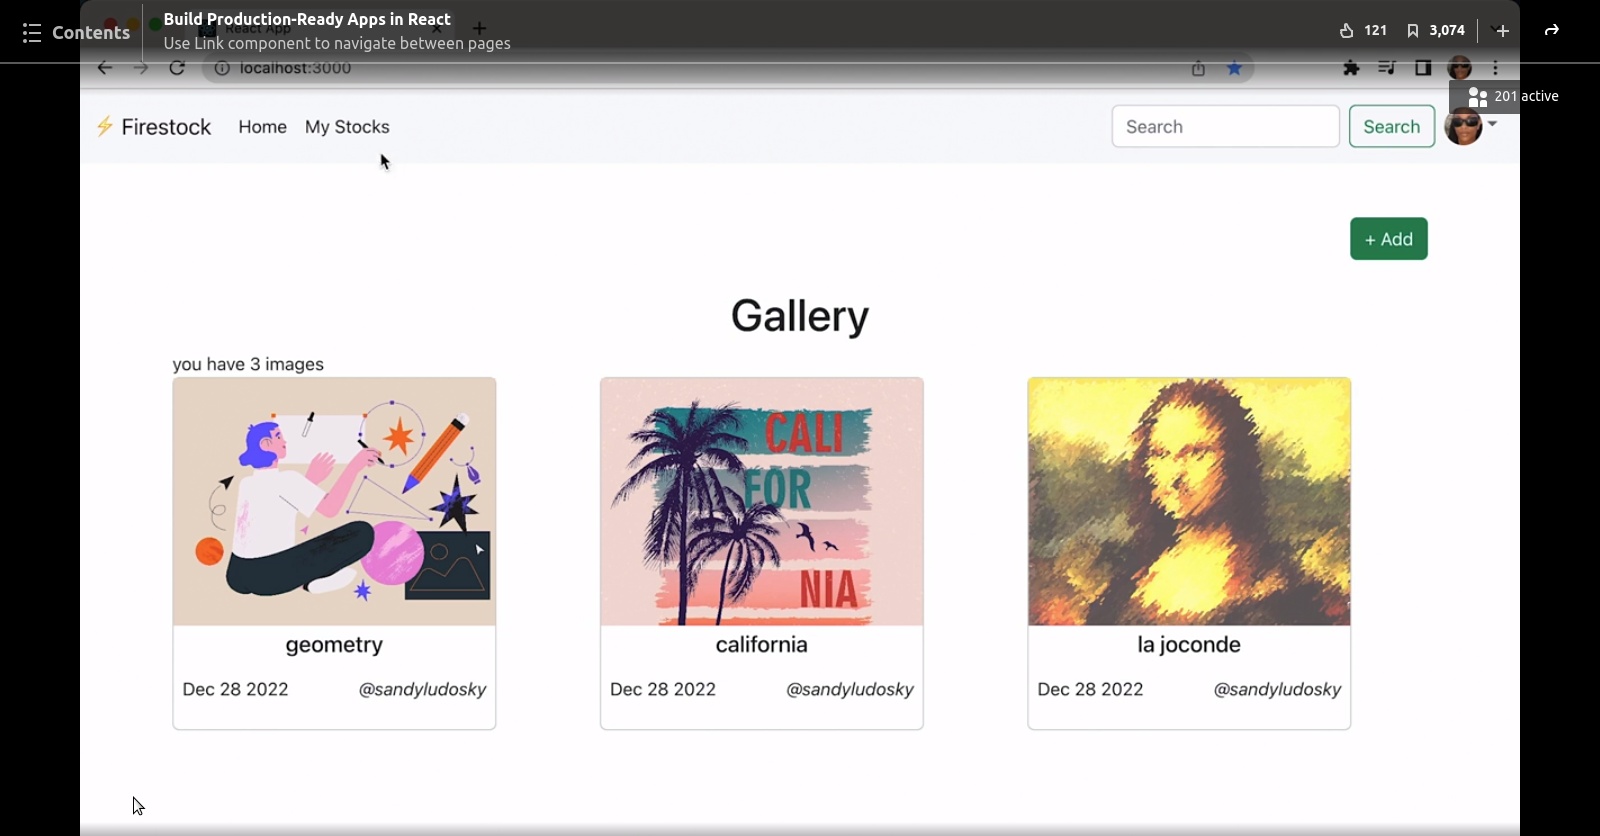 Contents
Build Production-Ready Apps in React
Use Link component to navigate between pages
121
3,074
React App
localhost:3000
201 active
⚡ Firestock
Home
My Stocks
Search
Search
+ Add
Gallery
you have 3 images
CALI
FOR
NIA
geometry
california
la joconde
Dec 28 2022
@sandyludosky
Dec 28 2022
@sandyludosky
Dec 28 2022
@sandyludosky